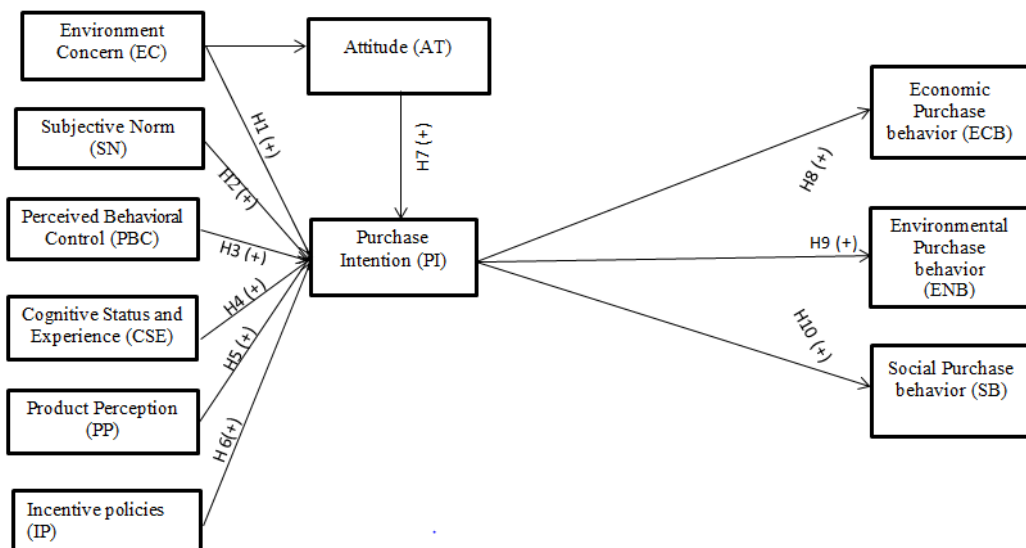 Environment
Concern (EC)
Attitude (AT)
H1 (+)
H7 (+)
Subjective Norm
(SN)
H2 (+)
Perceived Behavioral
Control (PBC)
H3 (+)
Purchase
Intention (PI)
Cognitive Status and
Experience (CSE)
H4 (+)
Product Perception
(PP)
H5 (+)
Incentive policies
(IP)
H 6(+)
Economic
Purchase
behavior (ECB)
H8 (+)
Environmental
Purchase
behavior
(ENB)
H9 (+)
Social Purchase
behavior (SB)
H10 (+)